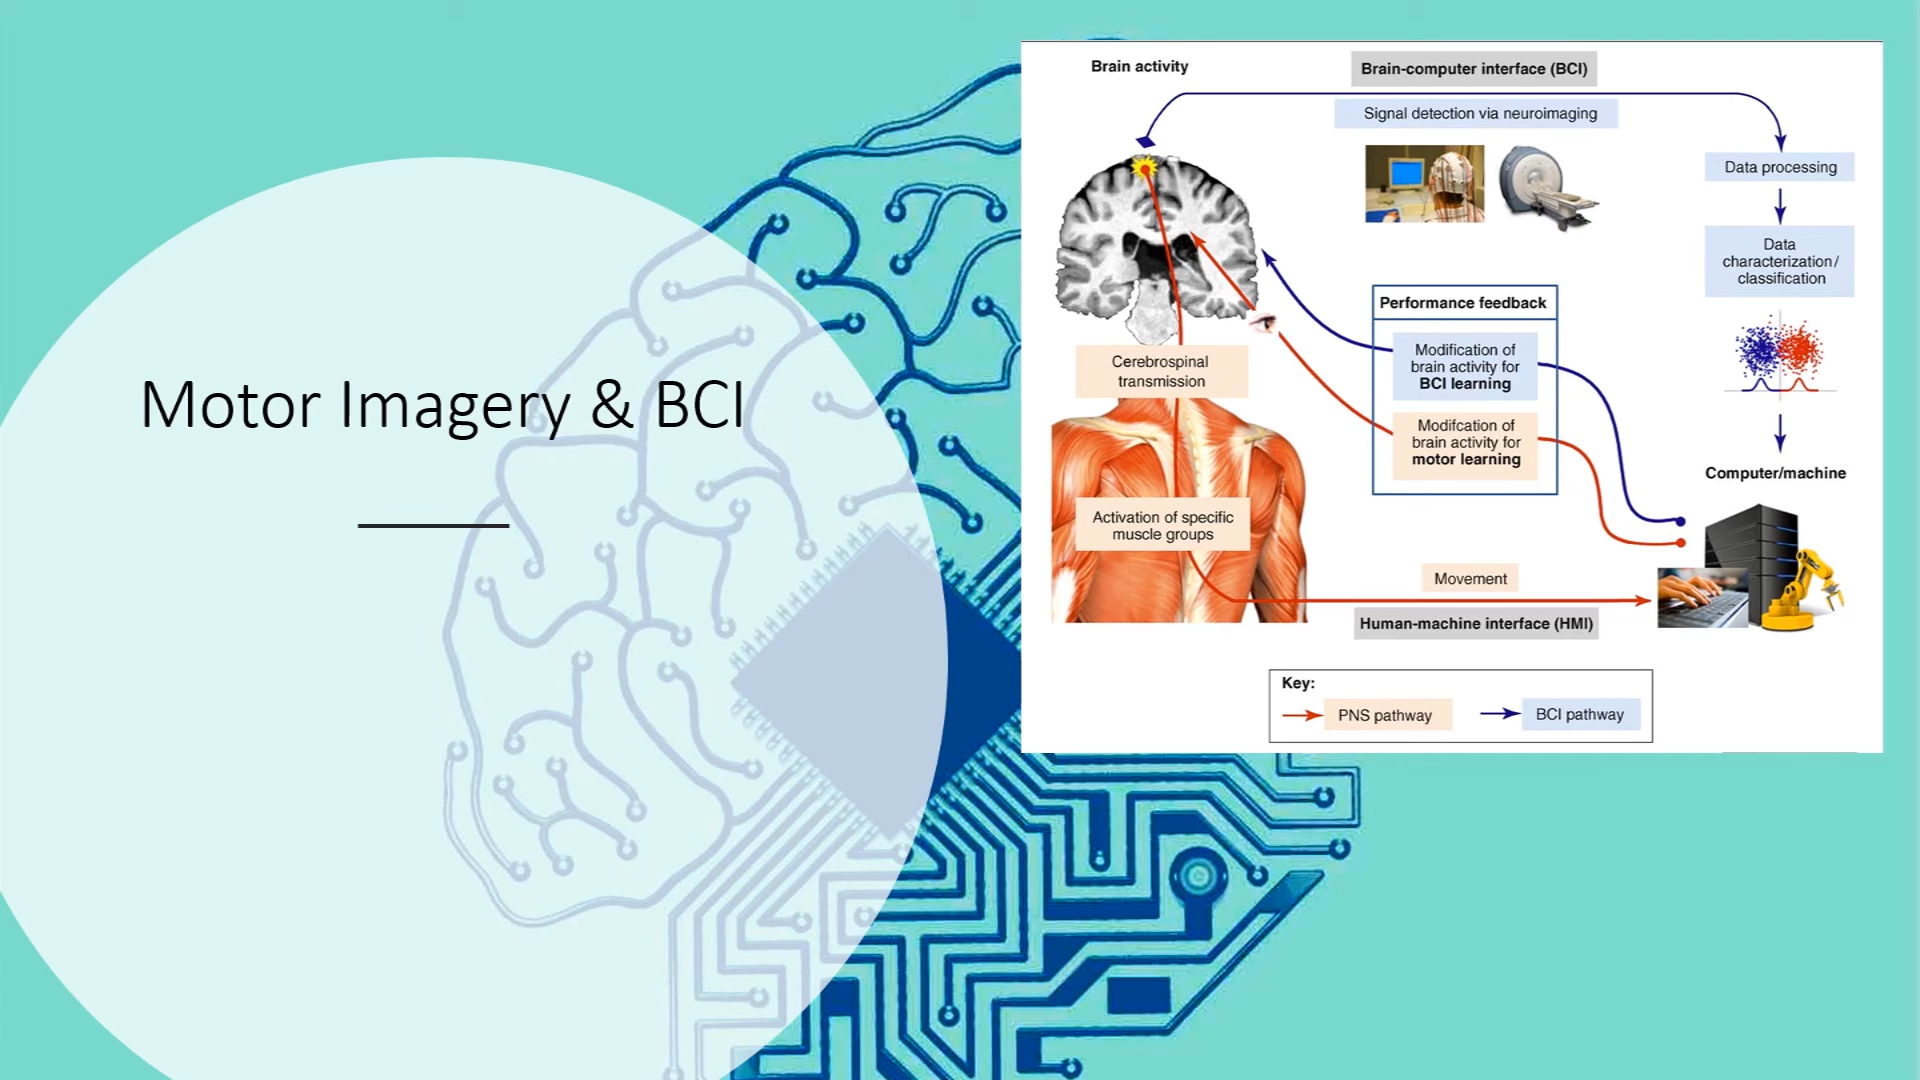 Motor Imagery & BCI
Brain activity
Brain-computer interface (BCI)
Signal detection via neuroimaging
Data processing
Data
characterization/
classification
Performance feedback
Modification of
brain activity for
BCI learning
Modifcation of
brain activity for
motor learning
Cerebrospinal
transmission
Activation of specific
muscle groups
Computer/machine
Movement
Human-machine interface (HMI)
Key:
PNS pathway
BCI pathway